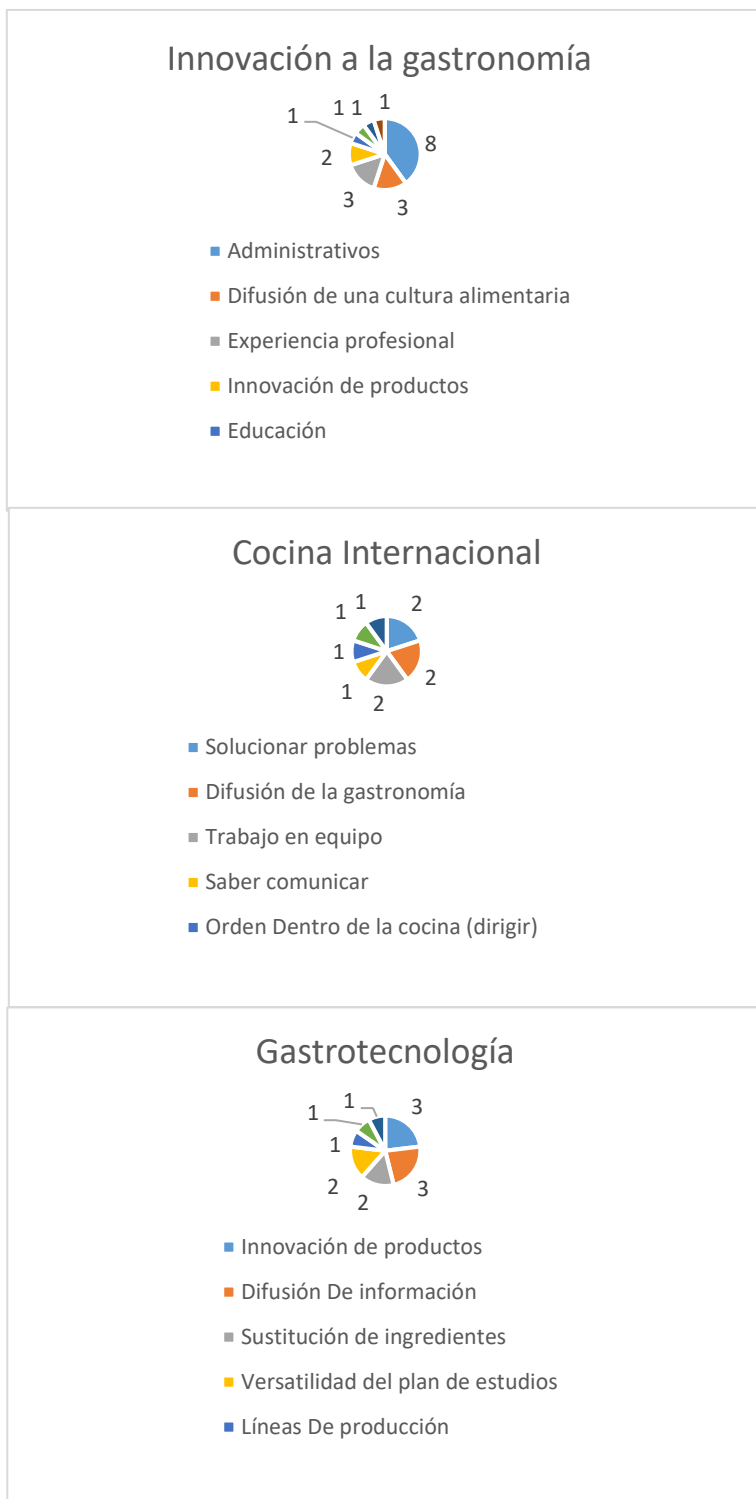 Innovación a la gastronomía
1
1 1
1
8
2
3
3
Administrativos
Difusión de una cultura alimentaria
Experiencia profesional
Innovación de productos
Educación
Cocina Internacional
1
1
2
1
2
1
2
Solucionar problemas
Difusión de la gastronomía
Trabajo en equipo
Saber comunicar
Orden Dentro de la cocina (dirigir)
Gastrotecnología
1
1
3
1
2
2
3
Innovación de productos
Difusión De información
Sustitución de ingredientes
Versatilidad del plan de estudios
Líneas De producción